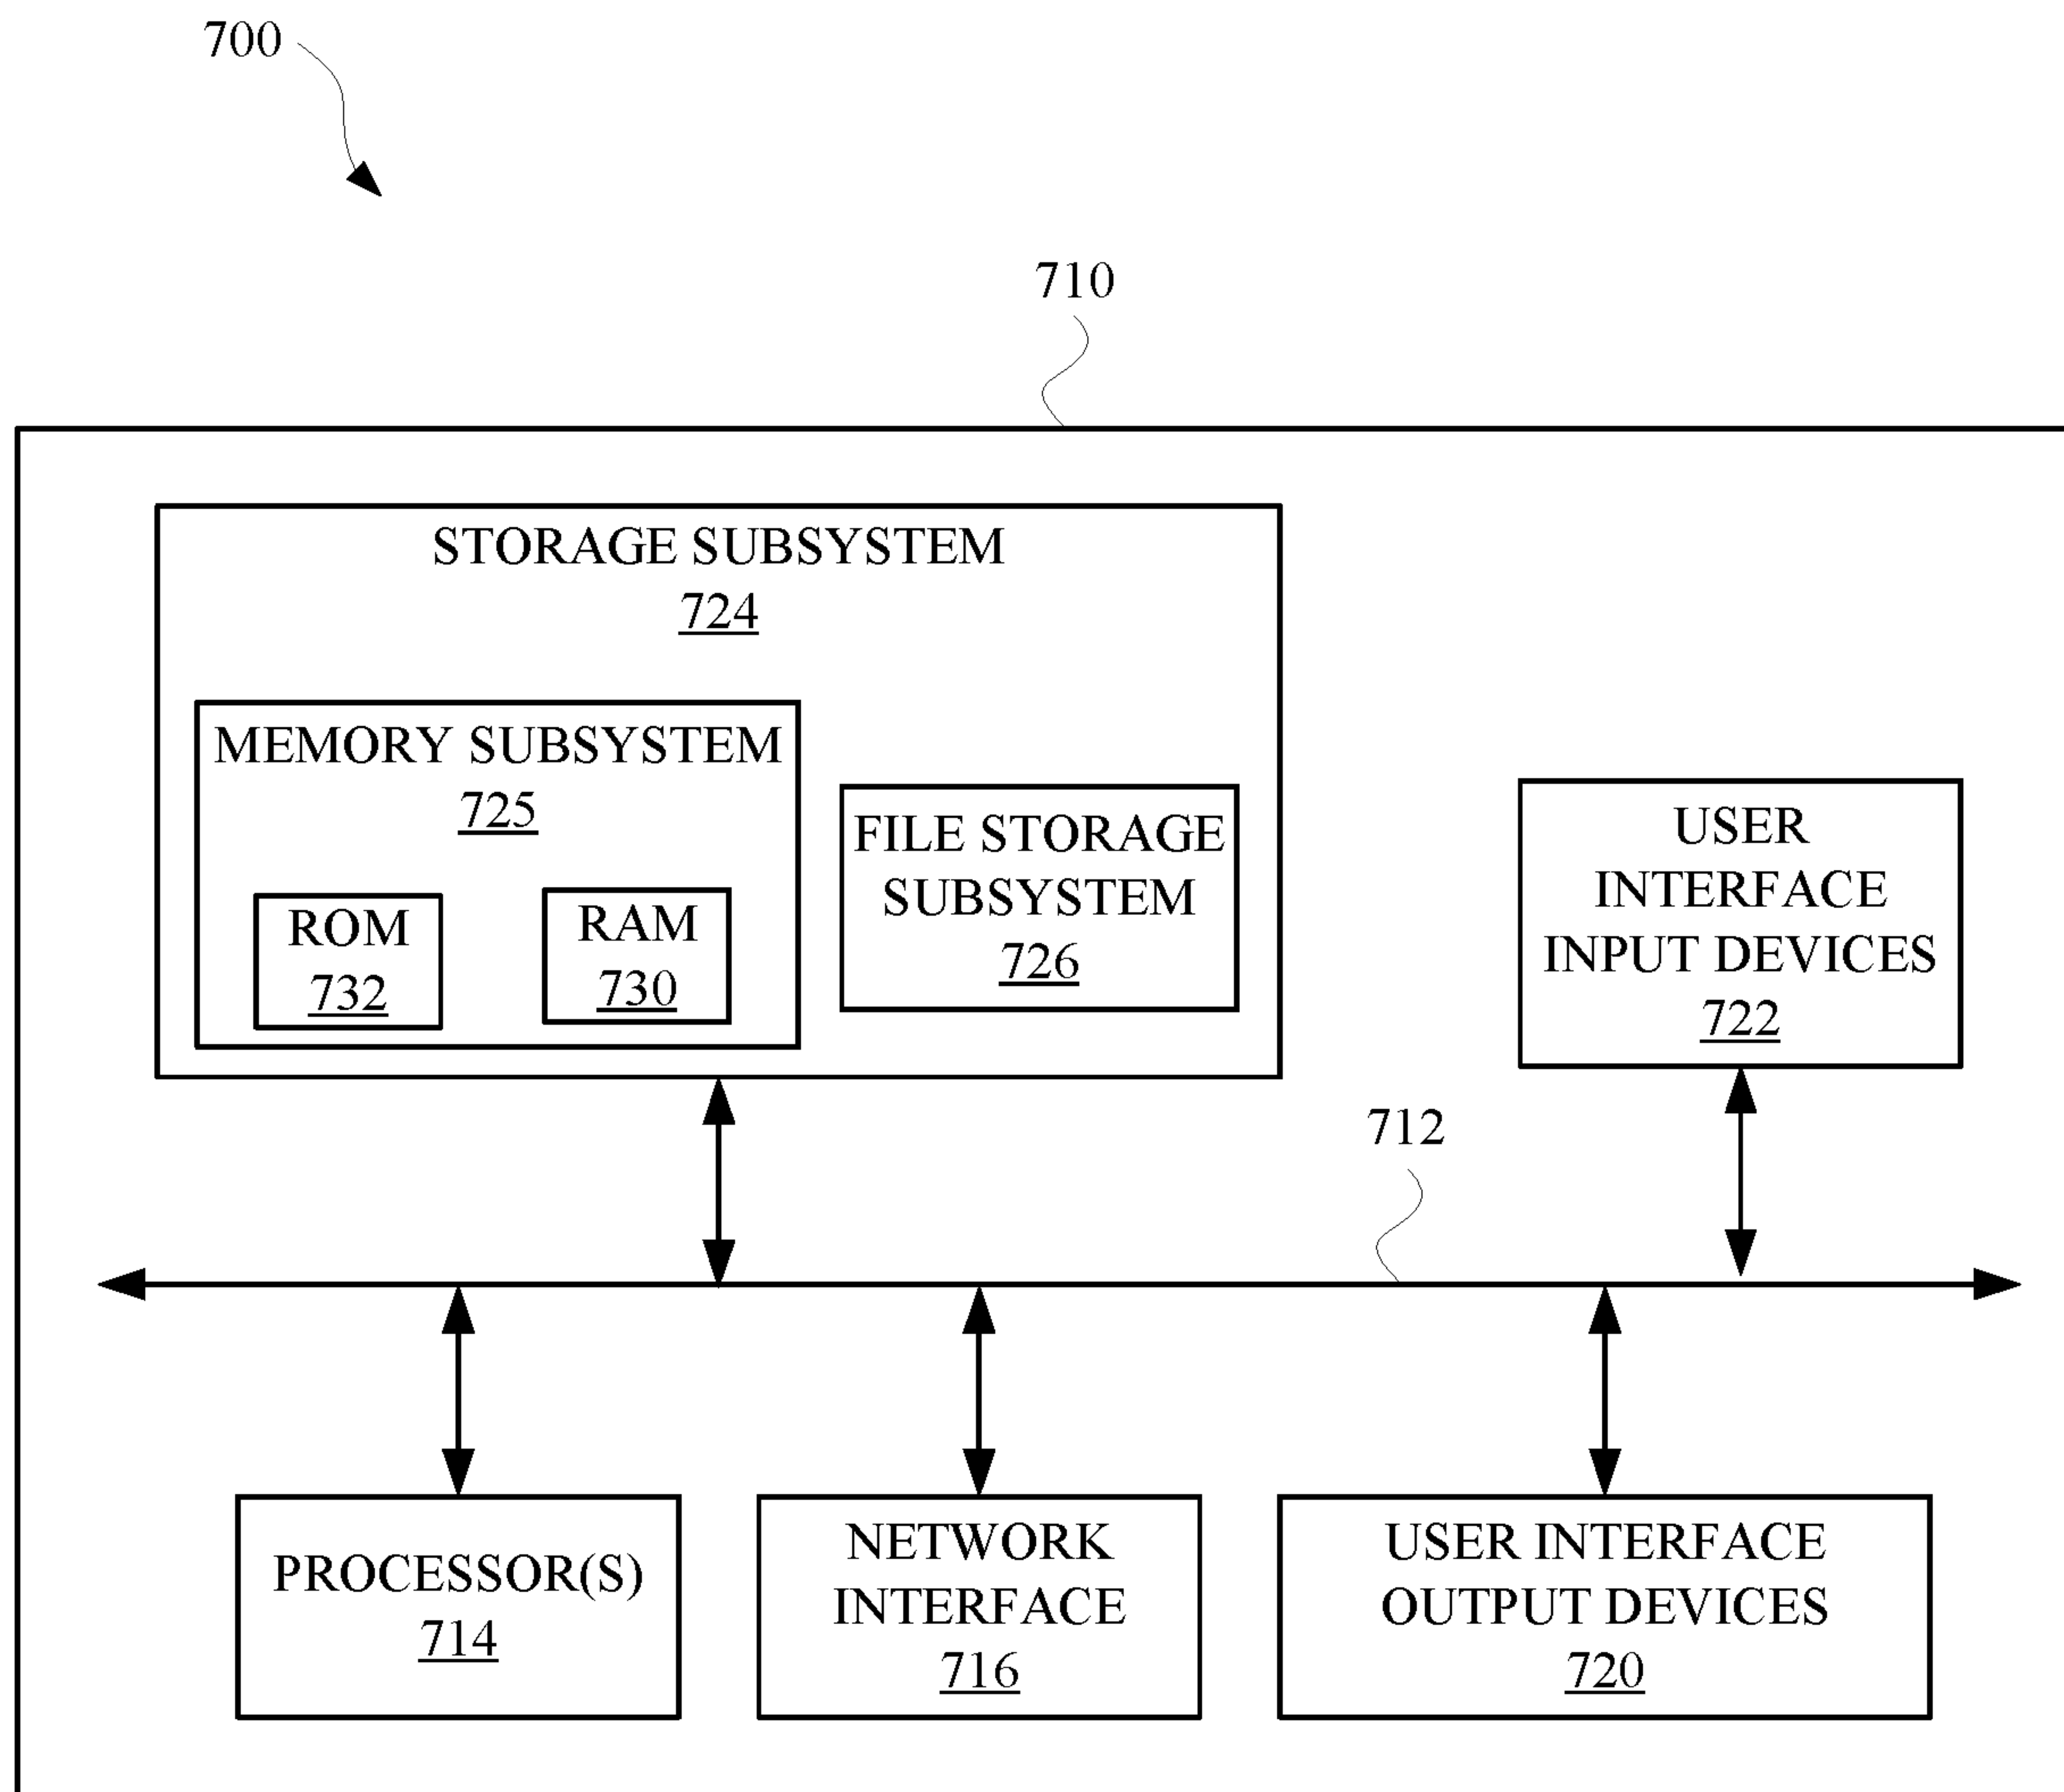 700
710
STORAGE SUBSYSTEM
724
MEMORY SUBSYSTEM
725
ROM
732
RAM
730
FILE STORAGE
SUBSYSTEM
726
USER
INTERFACE
INPUT DEVICES
722
712
PROCESSOR(S)
714
NETWORK
INTERFACE
716
USER INTERFACE
OUTPUT DEVICES
720